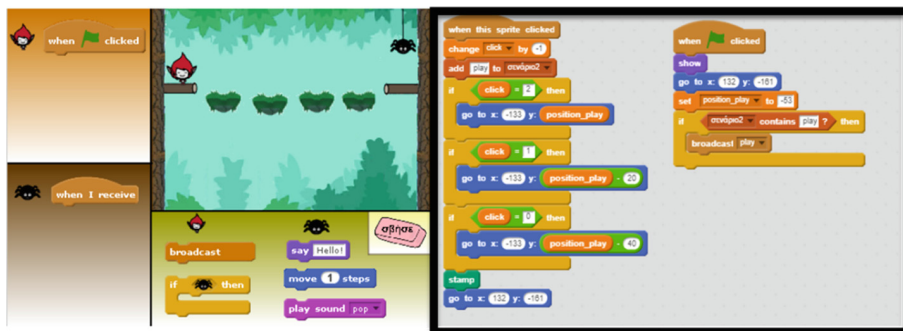 when clicked
when I receive
broadcast
if then
say Hello!
move 1 steps
play sound pop
σβήσε
when this sprite clicked
change click by -1
add play to σενάριο2
if click = 2 then
go to x: -133 y: position_play
if click = 1 then
go to x: -133 y: position_play - 20
if click = 0 then
go to x: -133 y: position_play - 40
stamp
go to x: 132 y: -161
when clicked
show
go to x: 132 y: -161
set position_play to -53
if σενάριο2 contains play ? then
broadcast play